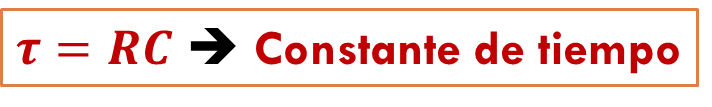 τ = RC ➔ Constante de tiempo